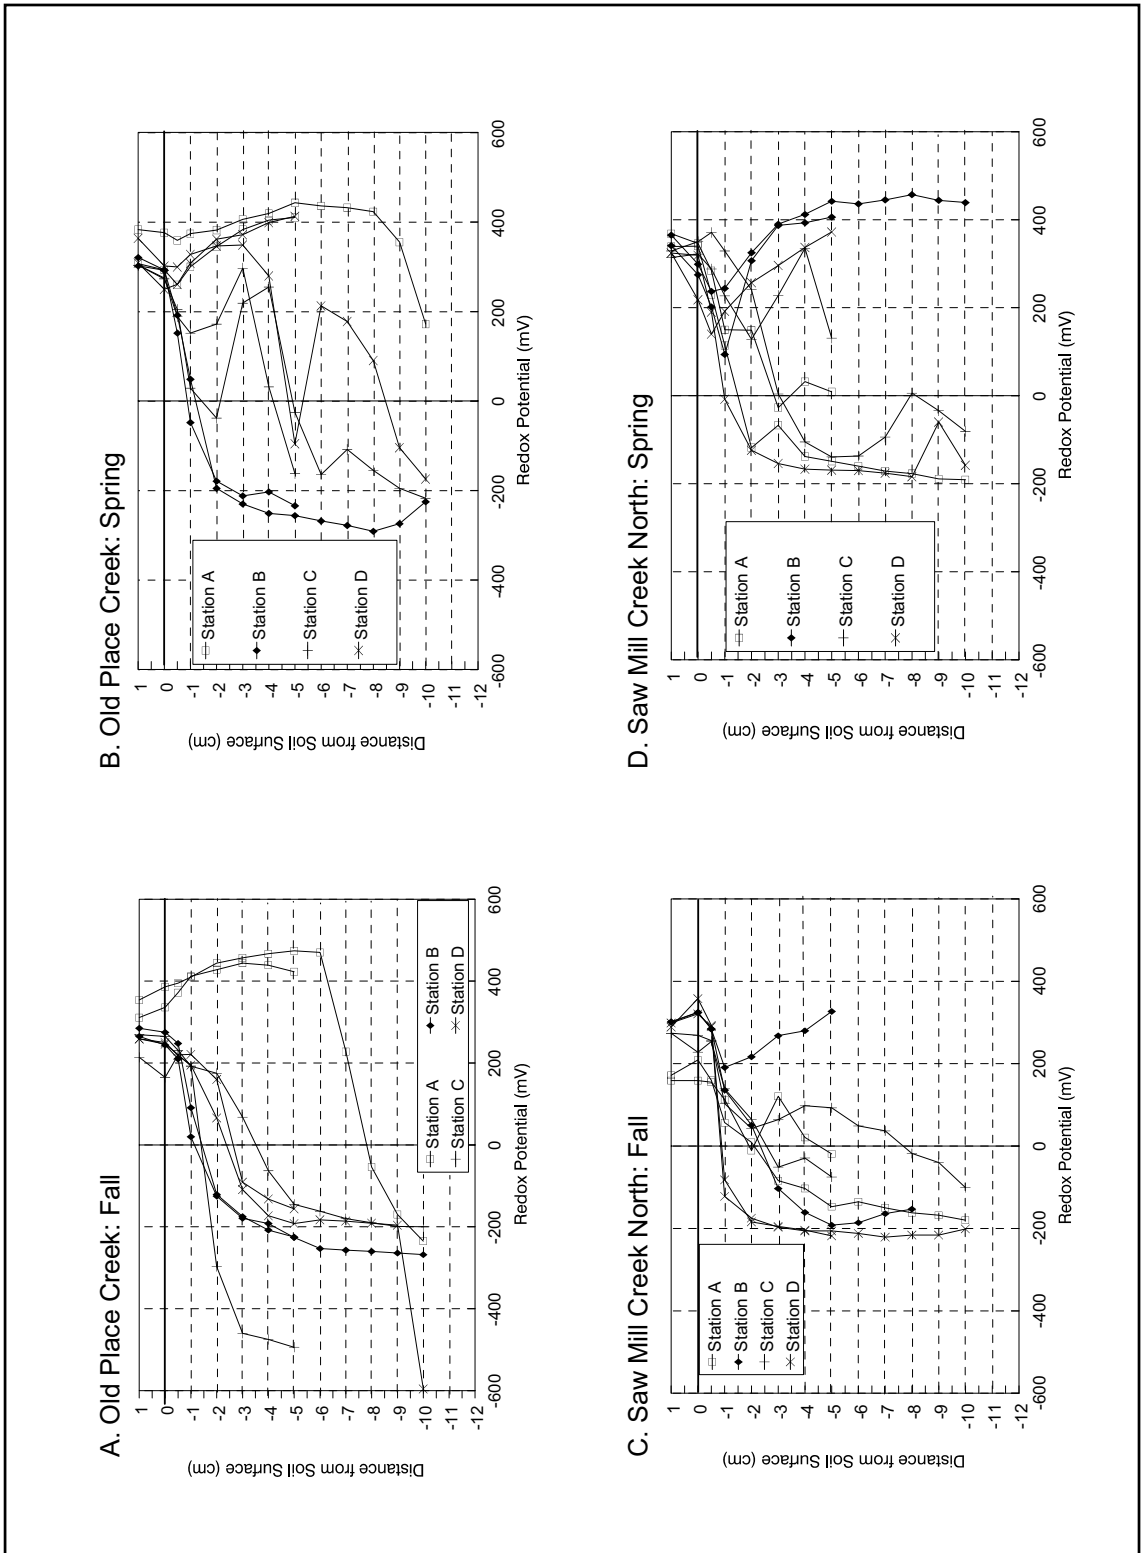 A. Old Place Creek: Fall
Distance from Soil Surface (cm)
1
0
-1
-2
-3
-4
-5
-6
-7
-8
-9
-10
-11
-12
Station A
Station B
Station C
Station D
-600 -400 -200 0 200 400 600
Redox Potential (mV)
B. Old Place Creek: Spring
Distance from Soil Surface (cm)
1
0
-1
-2
-3
-4
-5
-6
-7
-8
-9
-10
-12
Station A
Station B
Station C
Station D
-600 -400 -200 0 200 400 600
Redox Potential (mV)
C. Saw Mill Creek North: Fall
Distance from Soil Surface (cm)
1
0
-1
-2
-3
-4
-5
-6
-7
-8
-9
-10
-11
-12
Station A
Station B
Station C
Station D
-600 -400 -200 0 200 400 600
Redox Potential (mV)
D. Saw Mill Creek North: Spring
Distance from Soil Surface (cm)
1
0
-1
-2
-3
-4
-5
-6
-7
-8
-9
-10
-11
-12
Station A
Station B
Station C
Station D
-600 -400 -200 0 200 400 600
Redox Potential (mV)